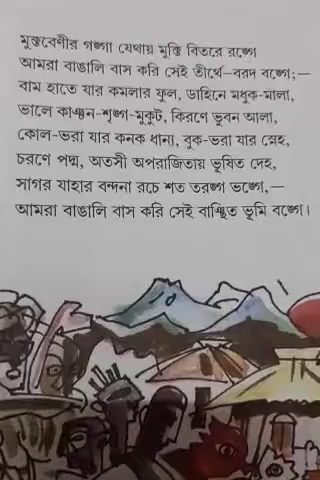 মুক্তবেণীর গঙ্গা যেথায় মুক্তি বিতরে রঙ্গে
আমরা বাঙালি বাস করি সেই তীর্থে–বরদ বঙ্গে;—
বাম হাতে যার কমলার ফুল, ডাহিনে মধুক-মালা,
ভালে কাঞ্চন-শৃঙ্গ-মুকুট, কিরণে ভুবন আলা,
কোল-ভরা যার কনক ধান্য, বুক-ভরা যার স্নেহ,
চরণে পদ্ম, অতসী অপরাজিতায় ভূষিত দেহ,
সাগর যাহার বন্দনা রচে শত তরঙ্গ ভঙ্গে,—
আমরা বাঙালি বাস করি সেই বাঞ্ছিত ভূমি বঙ্গে।